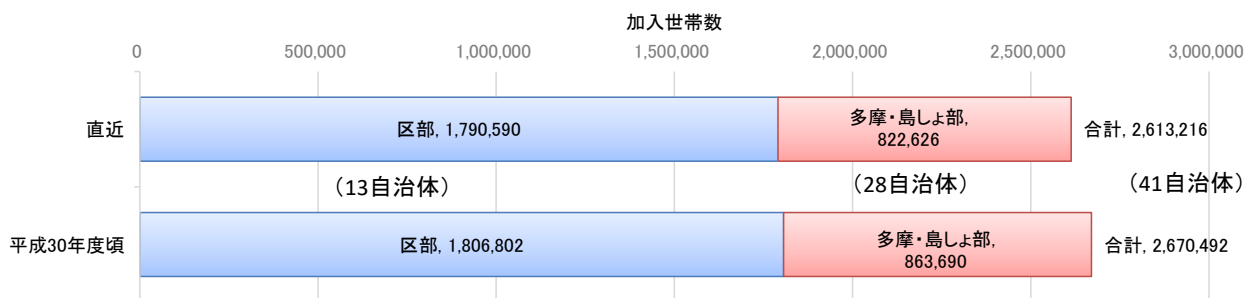 加入世帯数
0
500,000
1,000,000
1,500,000
2,000,000
2,500,000
3,000,000
直近
区部, 1,790,590
多摩・島しょ部,
822,626
合計, 2,613,216
（13自治体）
（28自治体）
（41自治体）
平成30年度頃
区部, 1,806,802
多摩・島しょ部,
863,690
合計, 2,670,492